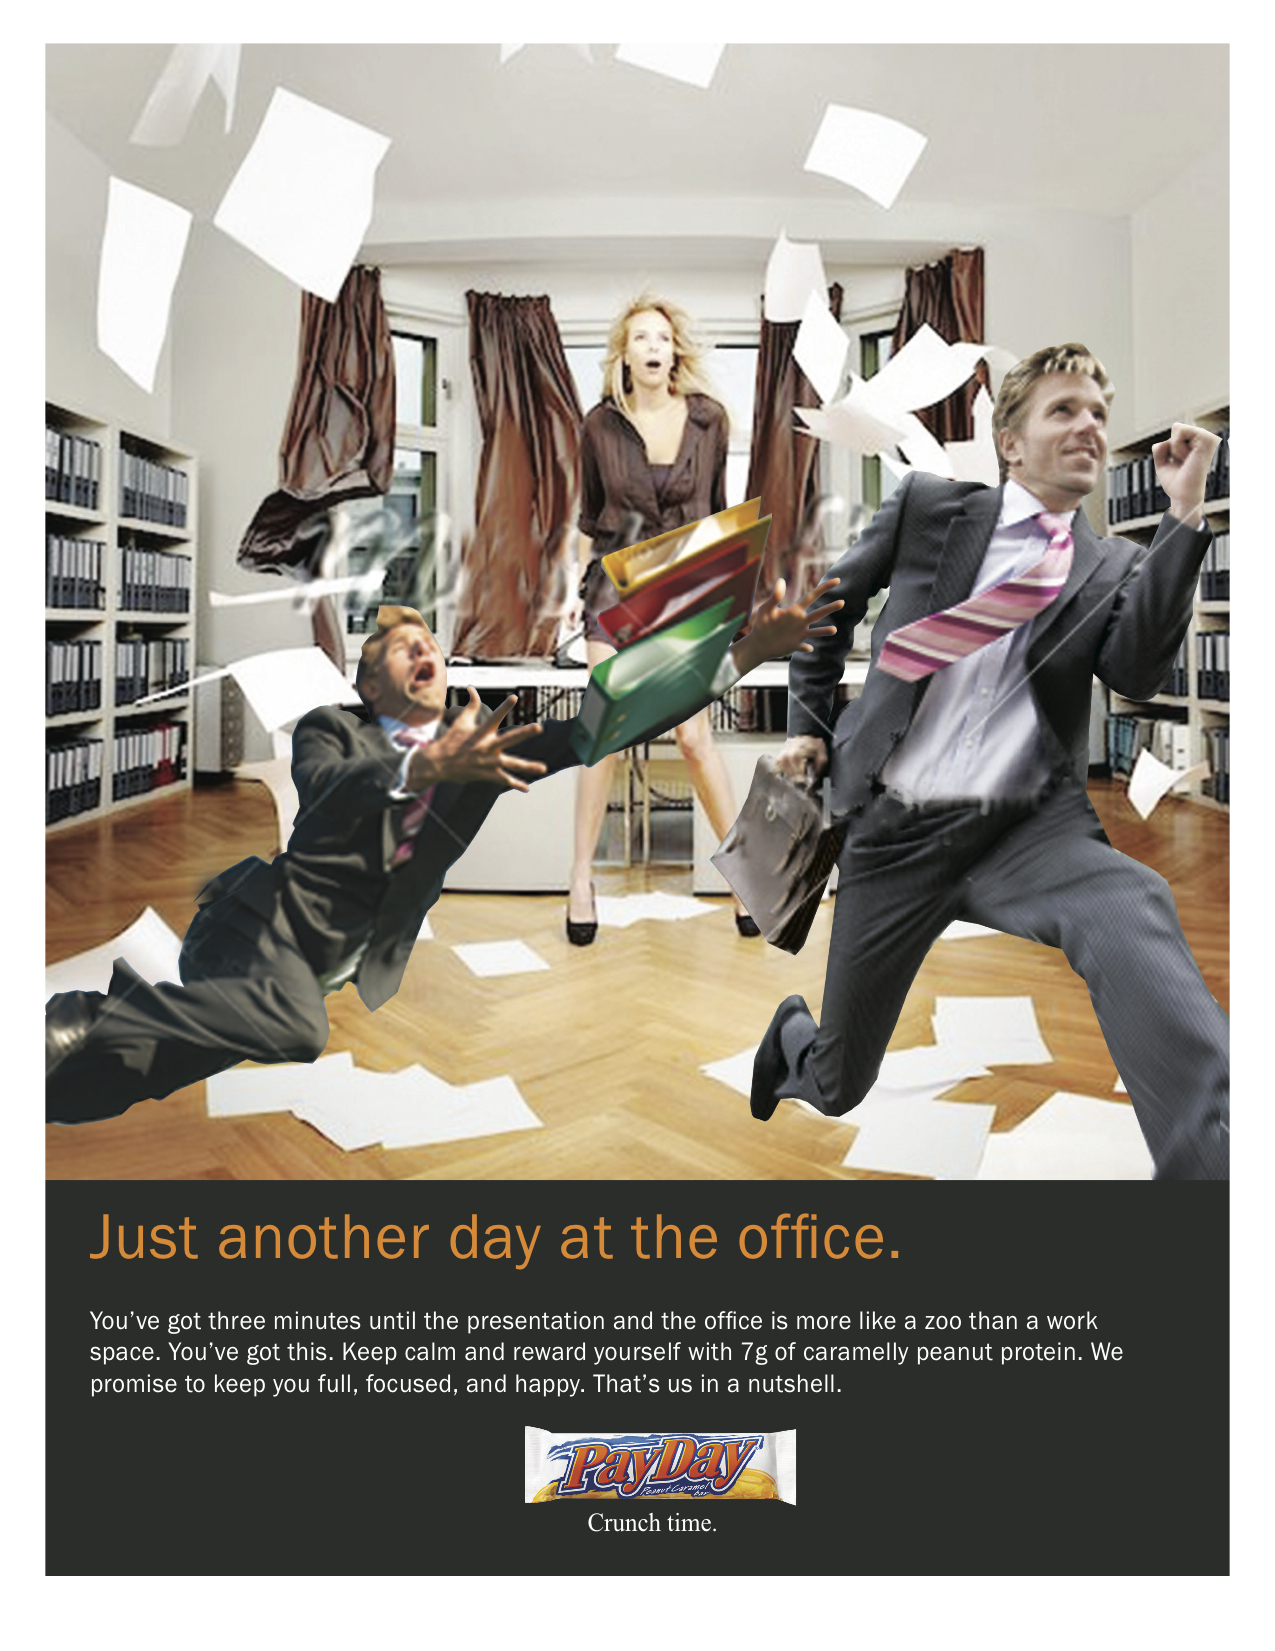 Just another day at the office.
You've got three minutes until the presentation and the office is more like a zoo than a work
space. You've got this. Keep calm and reward yourself with 7g of caramelly peanut protein. We
promise to keep you full, focused, and happy. That's us in a nutshell.
PayDay
Peanut Caramel
bar
Crunch time.